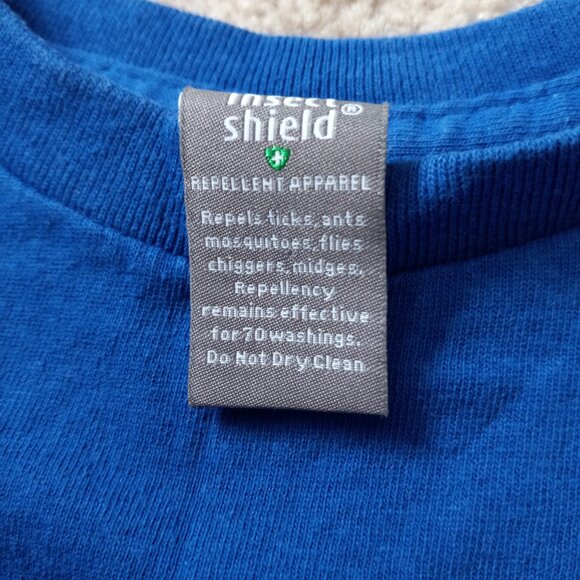 insect
shield®
REPELLENT APPAREL
Repels ticks, ants
mosquitoes, flies
chiggers, midges.
Repellency
remains effective
for 70 washings.
Do Not Dry Clean